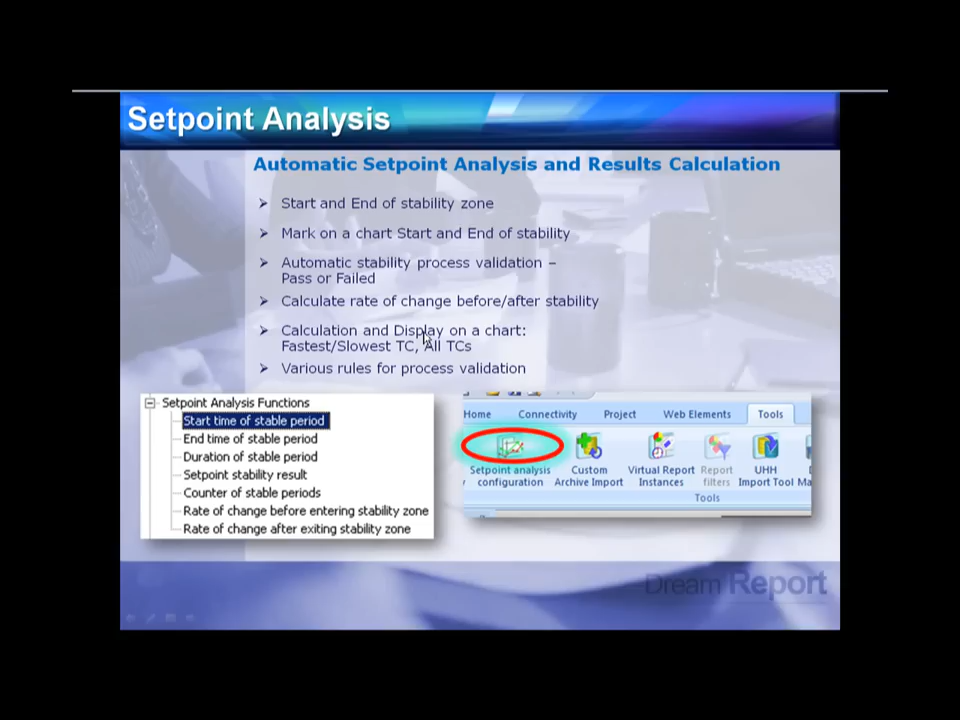 Setpoint Analysis
Automatic Setpoint Analysis and Results Calculation
Start and End of stability zone
Mark on a chart Start and End of stability
Automatic stability process validation –
Pass or Failed
Calculate rate of change before/after stability
Calculation and Display on a chart:
Fastest/Slowest TC, All TCs
Various rules for process validation
Setpoint Analysis Functions
Start time of stable period
End time of stable period
Duration of stable period
Setpoint stability result
Counter of stable periods
Rate of change before entering stability zone
Rate of change after exiting stability zone
Home Connectivity Project Web Elements Tools
Setpoint analysis Custom Virtual Report Report UHH
configuration Archive Import Instances filters Import Tool Ma
Tools
Dream Report